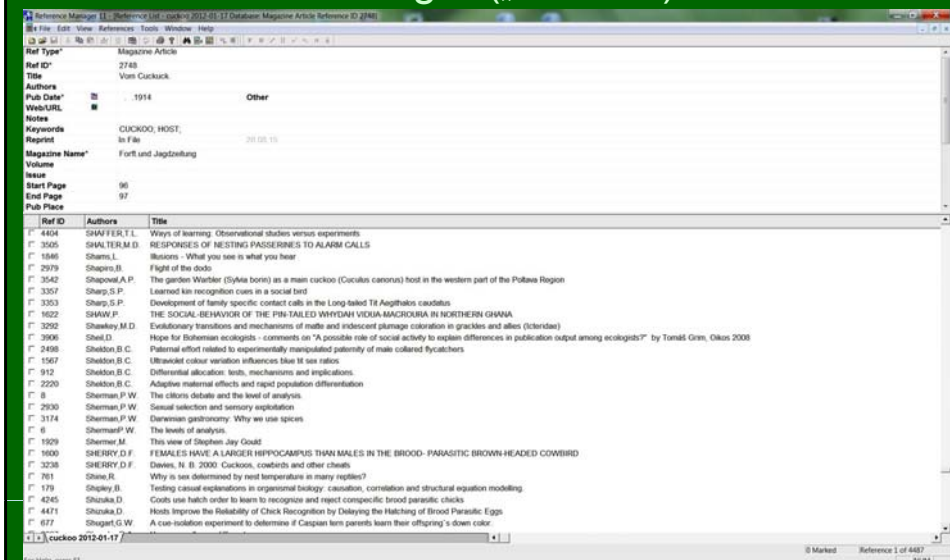 Reference Manager 11 - [Reference List - cuckoo 2012-01-17 Database: Magazine Article Reference ID 2748]
File Edit View References Tools Window Help
Ref Type* Magazine Article
Ref ID* 2748
Title Vom Cuckuck.
Authors
Pub Date* . .1914 Other
Web/URL
Notes
Keywords CUCKOO; HOST;
Reprint In File 28.08.15
Magazine Name* Forft und Jagdzeitung
Volume
Issue
Start Page 96
End Page 97
Pub Place
Ref ID Authors Title
4404 SHAFFER,T.L. Ways of learning: Observational studies versus experiments
3505 SHALTER,M.D. RESPONSES OF NESTING PASSERINES TO ALARM CALLS
1846 Shams,L. Illusions - What you see is what you hear
2979 Shapiro,B. Flight of the dodo
3542 Shapoval,A.P. The garden Warbler (Sylvia borin) as a main cuckoo (Cuculus canorus) host in the western part of the Poltava Region
3357 Sharp,S.P. Learned kin recognition cues in a social bird
3353 Sharp,S.P. Development of family specific contact calls in the Long-tailed Tit Aegithalos caudatus
1622 SHAW,P. THE SOCIAL-BEHAVIOR OF THE PIN-TAILED WHYDAH VIDUA-MACROURA IN NORTHERN GHANA
3292 Shawkey,M.D. Evolutionary transitions and mechanisms of matte and iridescent plumage coloration in grackles and allies (Icteridae)
3906 Sheil,D. Hope for Bohemian ecologists - comments on "A possible role of social activity to explain differences in publication output among ecologists?" by Tomáš Grim, Oikos 2008
2498 Sheldon,B.C. Paternal effort related to experimentally manipulated paternity of male collared flycatchers
1567 Sheldon,B.C. Ultraviolet colour variation influences blue tit sex ratios
912 Sheldon,B.C. Differential allocation: tests, mechanisms and implications.
2220 Sheldon,B.C. Adaptive maternal effects and rapid population differentiation
8 Sherman,P.W. The clitoris debate and the level of analysis.
2930 Sherman,P.W. Sexual selection and sensory exploitation
3174 Sherman,P.W. Darwinian gastronomy: Why we use spices
6 ShermanP.W. The levels of analysis.
1929 Shermer,M. This view of Stephen Jay Gould
1600 SHERRY,D.F. FEMALES HAVE A LARGER HIPPOCAMPUS THAN MALES IN THE BROOD- PARASITIC BROWN-HEADED COWBIRD
3238 SHERRY,D.F. Davies, N. B. 2000: Cuckoos, cowbirds and other cheats
761 Shine,R. Why is sex determined by nest temperature in many reptiles?
179 Shipley,B. Testing casual explanations in organismal biology: causation, correlation and structural equation modelling.
4245 Shizuka,D. Coots use hatch order to learn to recognize and reject conspecific brood parasitic chicks
4471 Shizuka,D. Hosts Improve the Reliability of Chick Recognition by Delaying the Hatching of Brood Parasitic Eggs
677 Shugart,G.W. A cue-isolation experiment to determine if Caspian tern parents learn their offspring`s down color.
cuckoo 2012-01-17
0 Marked Reference 1 of 4487